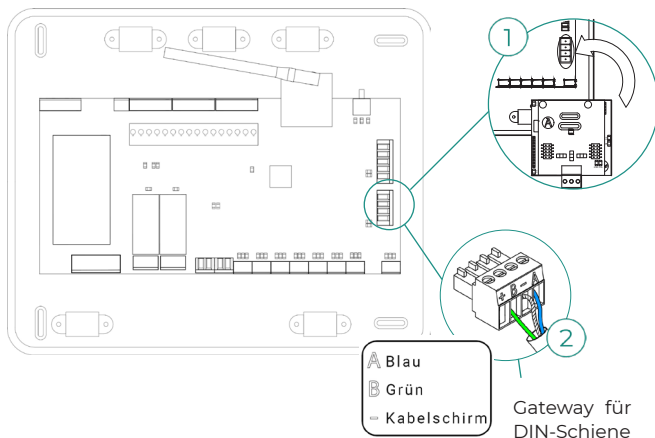 1
A
+ B - A
2
A Blau
B Grün
- Kabelschirm
Gateway für
DIN-Schiene